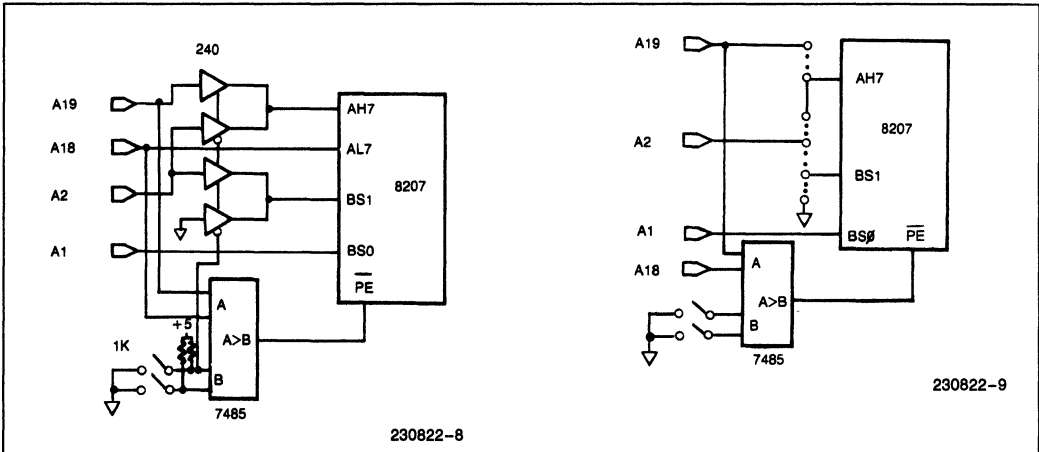 240
A19
A18
A2
A1
AH7
AL7
BS1
BS0
PE
8207
A
A>B
B
+5
1K
7485
230822-8
A19
A2
A1
A18
AH7
8207
BS1
BSØ
PE
A
A>B
B
7485
230822-9